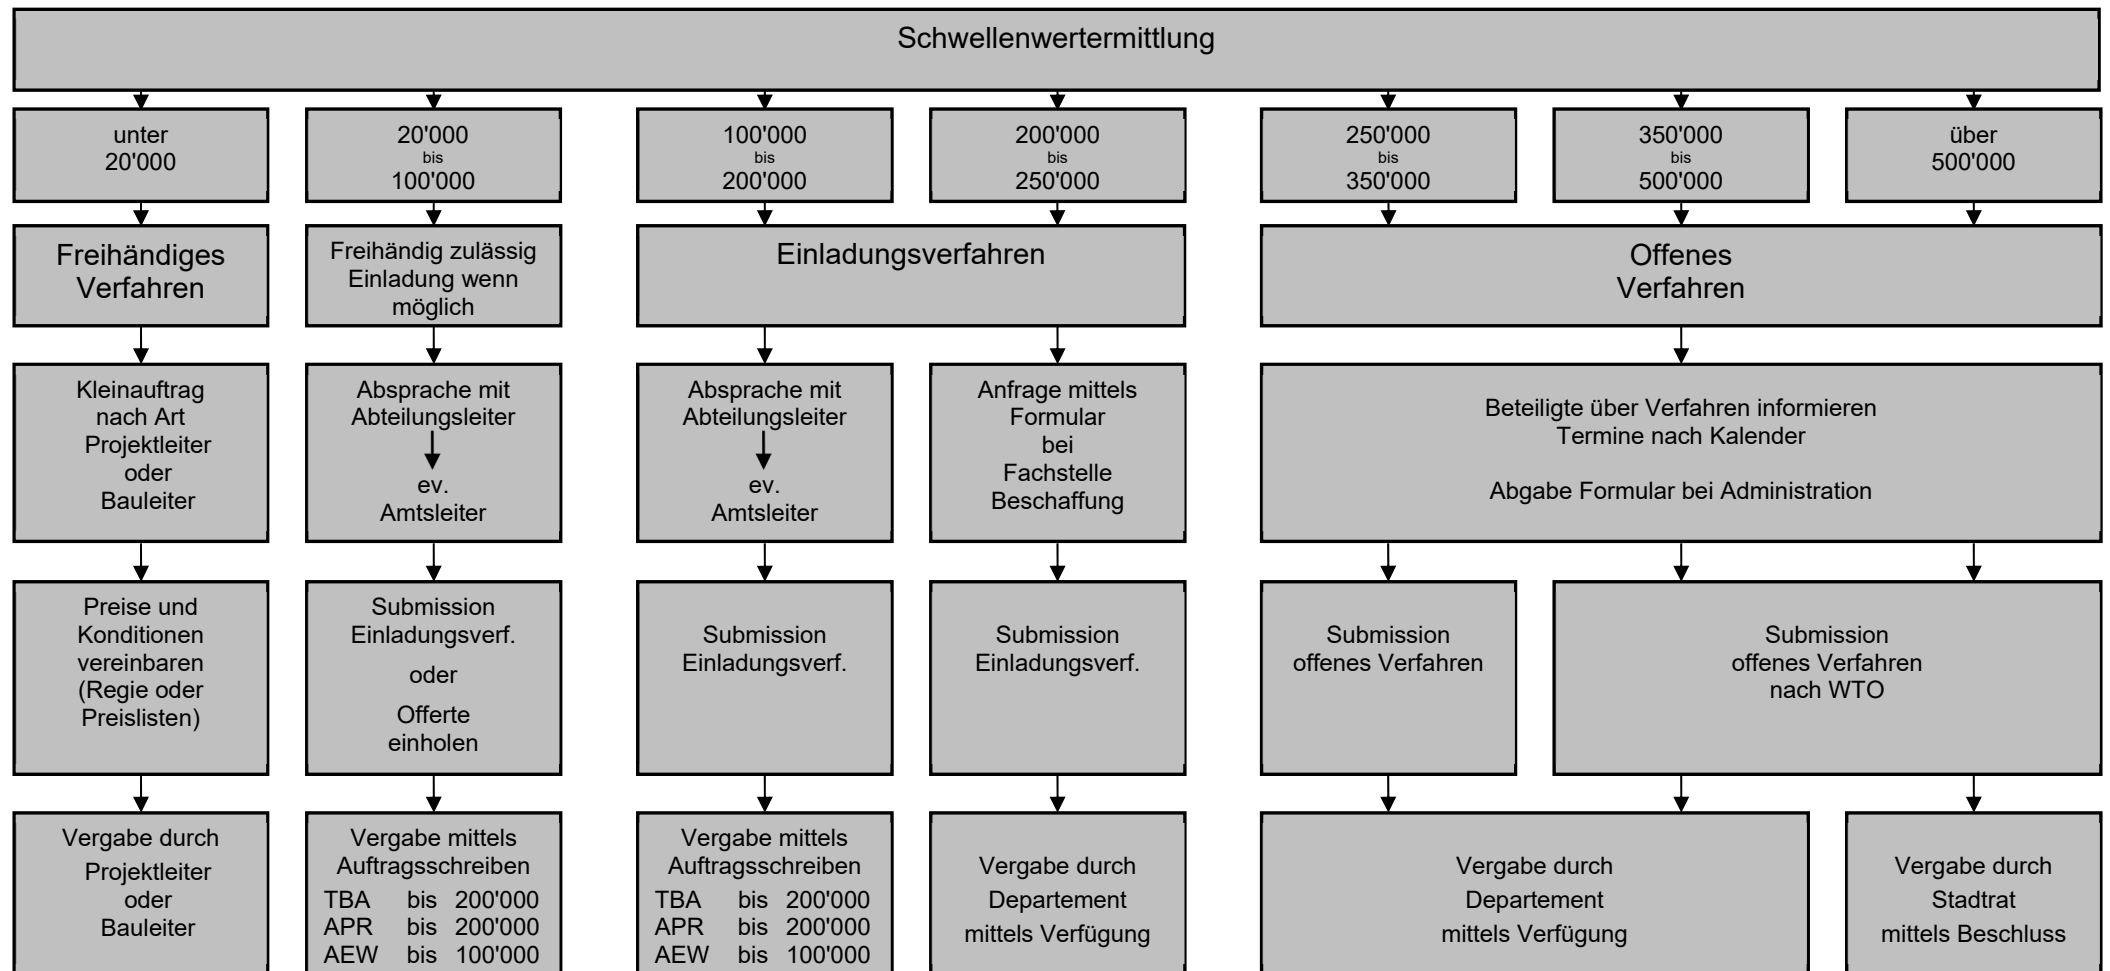 Schwellenwertermittlung
unter
20'000
20'000
bis
100'000
100'000
bis
200'000
200'000
bis
250'000
250'000
bis
350'000
350'000
bis
500'000
über
500'000
Freihändiges
Verfahren
Freihändig zulässig
Einladung wenn
möglich
Einladungsverfahren
Offenes
Verfahren
Kleinauftrag
nach Art
Projektleiter
oder
Bauleiter
Absprache mit
Abteilungsleiter
ev.
Amtsleiter
Absprache mit
Abteilungsleiter
ev.
Amtsleiter
Anfrage mittels
Formular
bei
Fachstelle
Beschaffung
Beteiligte über Verfahren informieren
Termine nach Kalender
Abgabe Formular bei Administration
Preise und
Konditionen
vereinbaren
(Regie oder
Preislisten)
Submission
Einladungsverf.
oder
Offerte
einholen
Submission
Einladungsverf.
Submission
Einladungsverf.
Submission
offenes Verfahren
Submission
offenes Verfahren
nach WTO
Vergabe durch
Projektleiter
oder
Bauleiter
Vergabe mittels
Auftragsschreiben
TBA bis 200'000
APR bis 200'000
AEW bis 100'000
Vergabe mittels
Auftragsschreiben
TBA bis 200'000
APR bis 200'000
AEW bis 100'000
Vergabe durch
Departement
mittels Verfügung
Vergabe durch
Departement
mittels Verfügung
Vergabe durch
Stadtrat
mittels Beschluss